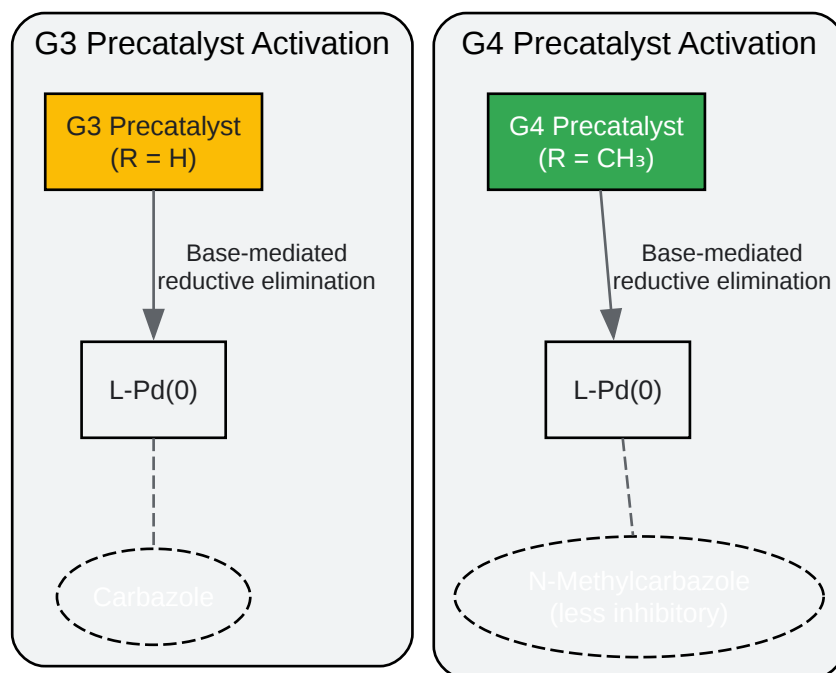 G3 Precatalyst Activation
G3 Precatalyst
(R = H)
Base-mediated
reductive elimination
L-Pd(0)
Carbazole
G4 Precatalyst Activation
G4 Precatalyst
(R = CH₃)
Base-mediated
reductive elimination
L-Pd(0)
N-Methylcarbazole
(less inhibitory)